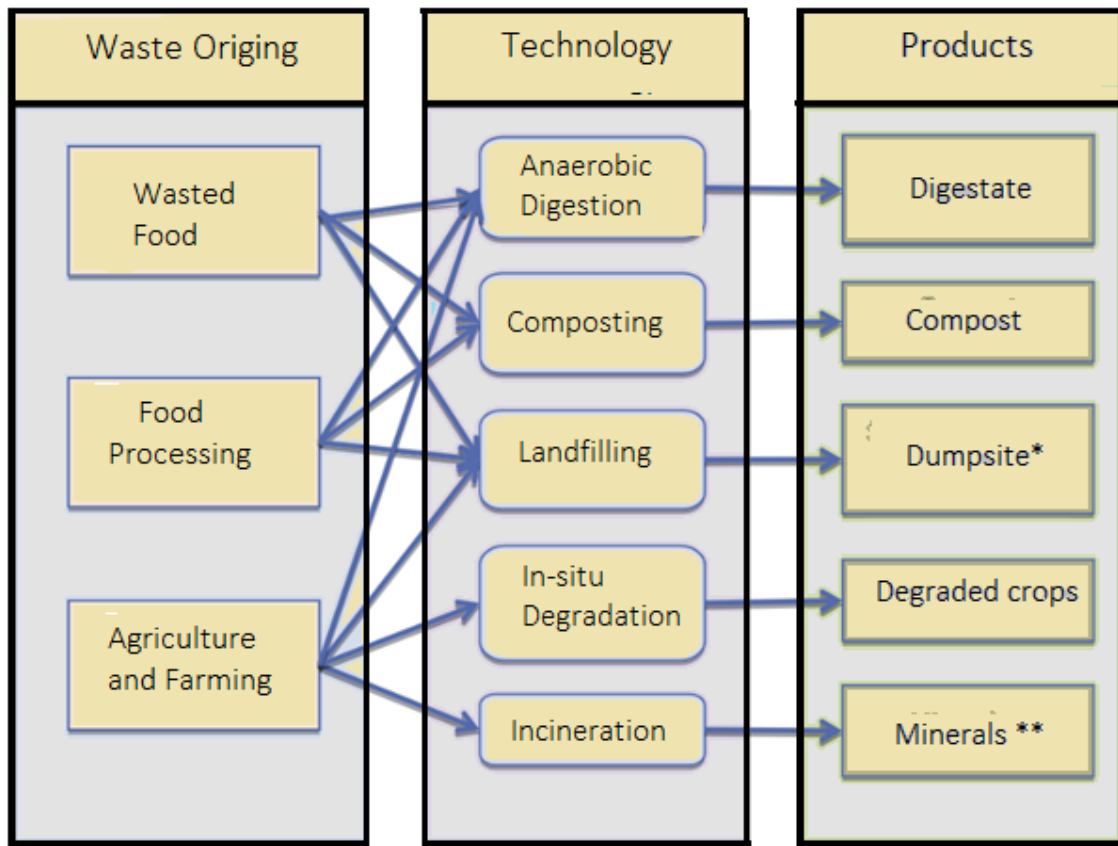 Waste Origing
Technology
Products
Wasted
Food
Food
Processing
Agriculture
and Farming
Anaerobic
Digestion
Composting
Landfilling
In-situ
Degradation
Incineration
Digestate
Compost
Dumpsite*
Degraded crops
Minerals **